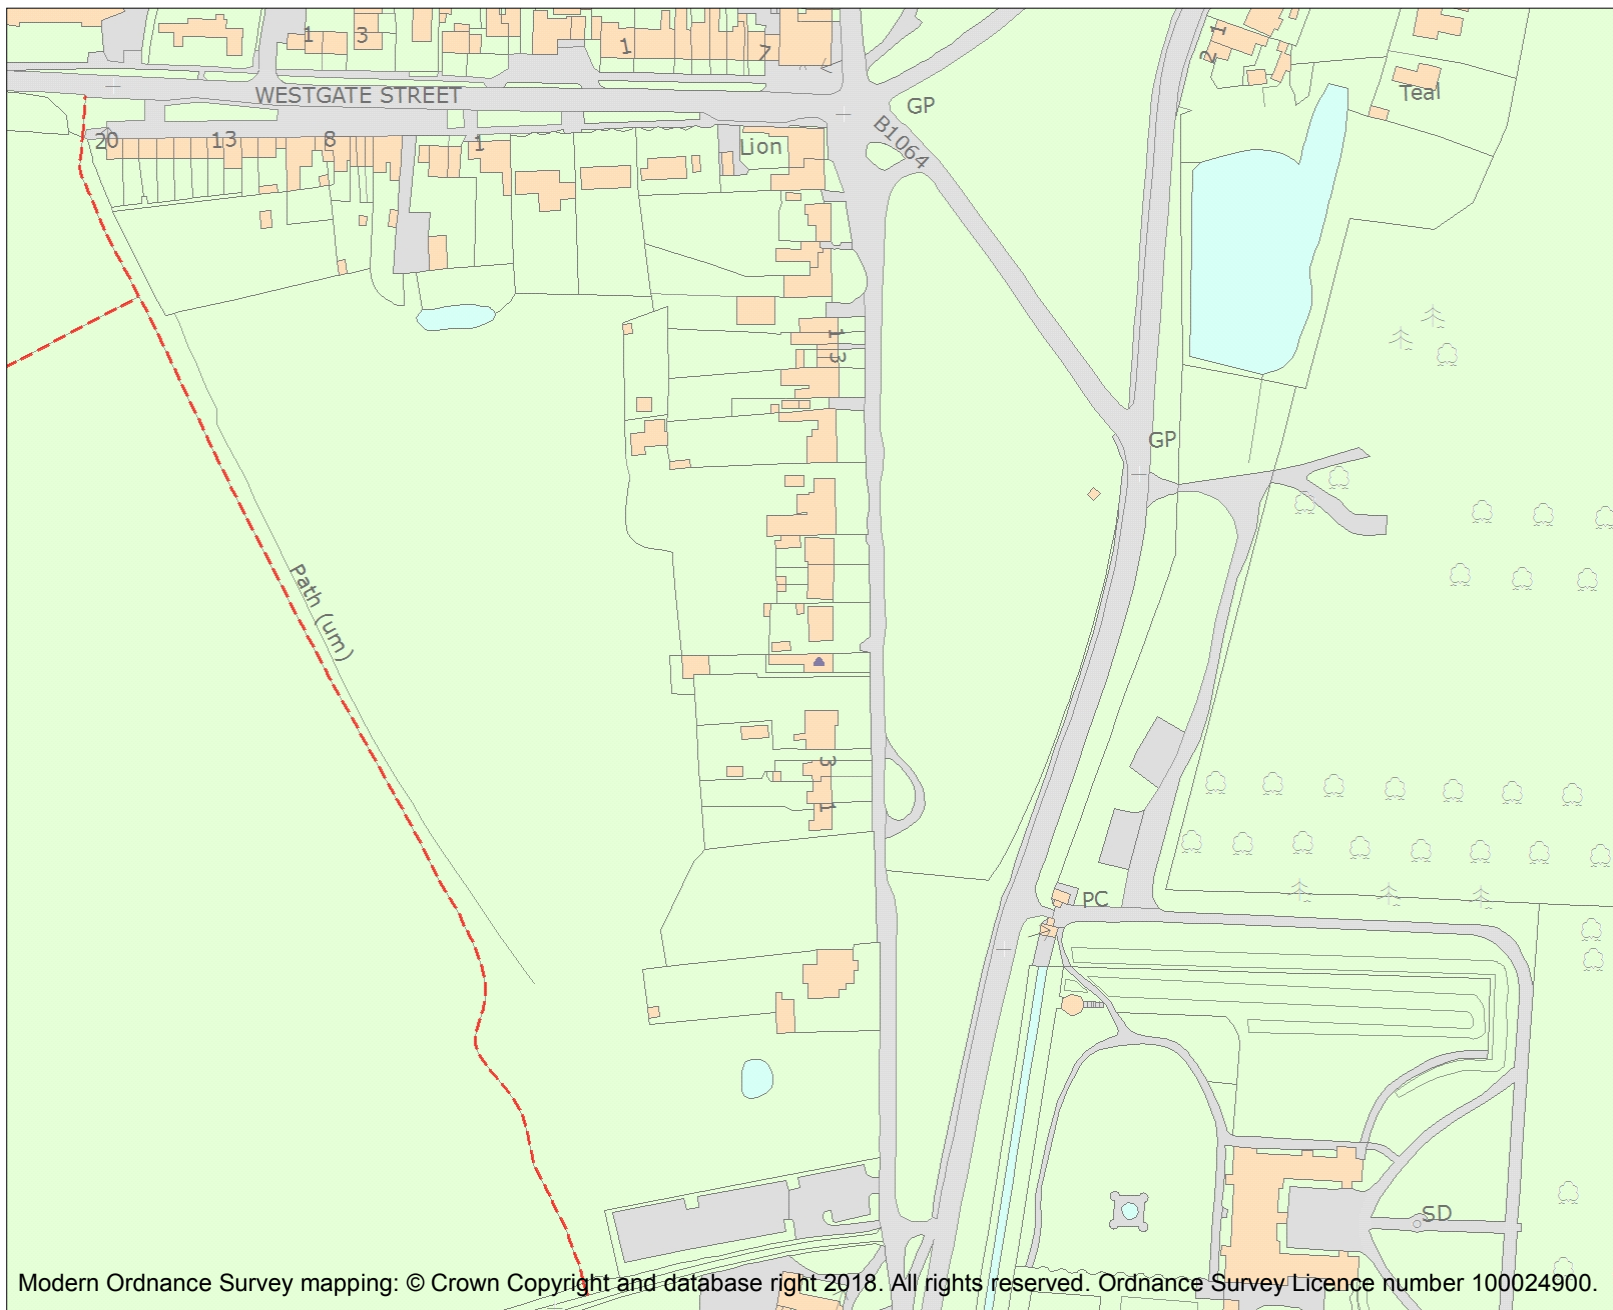 1
3
1
7
1
2
Teal
WESTGATE STREET
GP
B1064
20
13
8
1
Lion
1
3
GP
Path (um)
3
1
PC
SD
Modern Ordnance Survey mapping: © Crown Copyright and database right 2018. All rights reserved. Ordnance Survey Licence number 100024900.